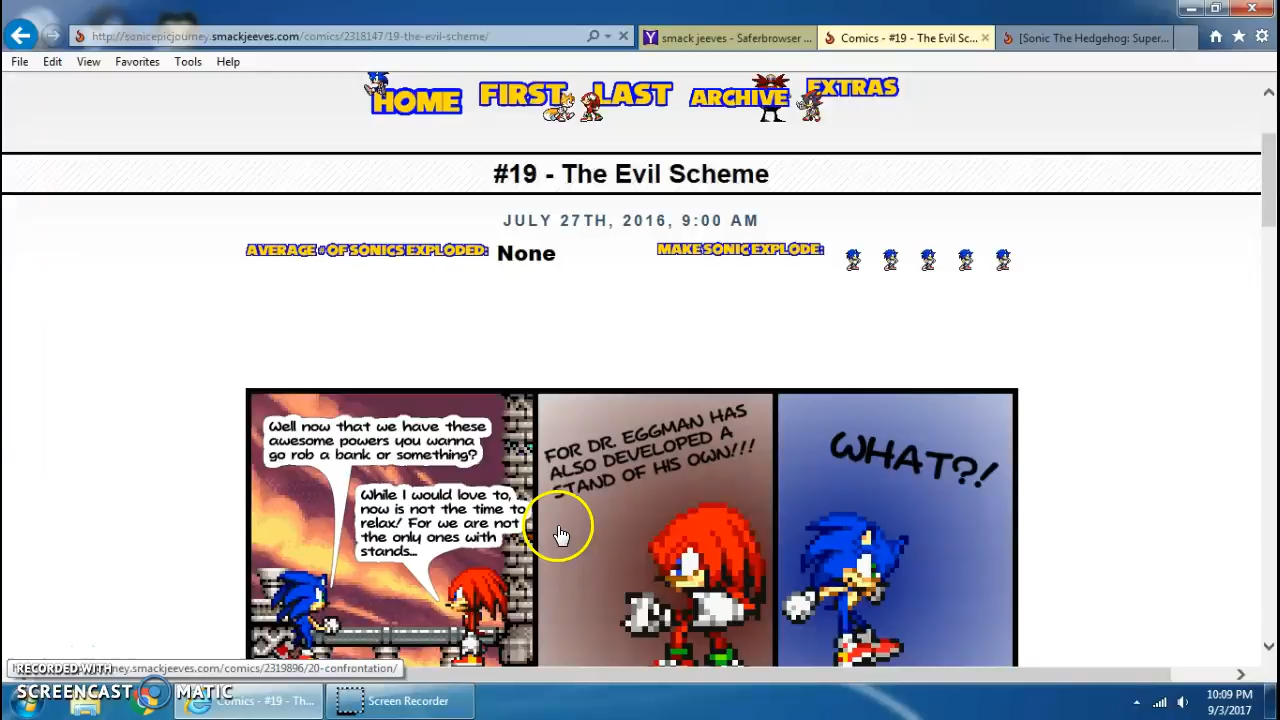 http://sonicepicjourney.smackjeeves.com/comics/2318147/19-the-evil-scheme/
smack jeeves - Saferbrowser ...
Comics - #19 - The Evil Sc...
[Sonic The Hedgehog: Super...
File Edit View Favorites Tools Help
HOME FIRST LAST ARCHIVE EXTRAS
#19 - The Evil Scheme
JULY 27TH, 2016, 9:00 AM
AVERAGE # OF SONICS EXPLODED: None
MAKE SONIC EXPLODE:
Well now that we have these
awesome powers you wanna
go rob a bank or something?
While I would love to,
now is not the time to
relax! For we are not
the only ones with
stands...
FOR DR. EGGMAN HAS
ALSO DEVELOPED A
STAND OF HIS OWN!!!
WHAT?!
rney.smackjeeves.com/comics/2319896/20-confrontation/
RECORDED WITH
SCREENCAST MATIC
Comics - #19 - Th...
Screen Recorder
10:09 PM
9/3/2017